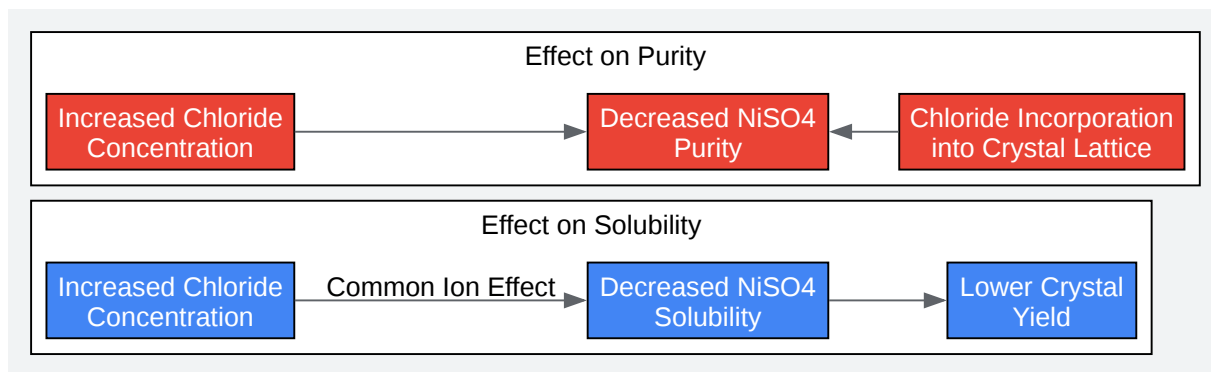 Effect on Purity
Increased Chloride
Concentration
Decreased NiSO4
Purity
Chloride Incorporation
into Crystal Lattice
Effect on Solubility
Increased Chloride
Concentration
Common Ion Effect
Decreased NiSO4
Solubility
Lower Crystal
Yield